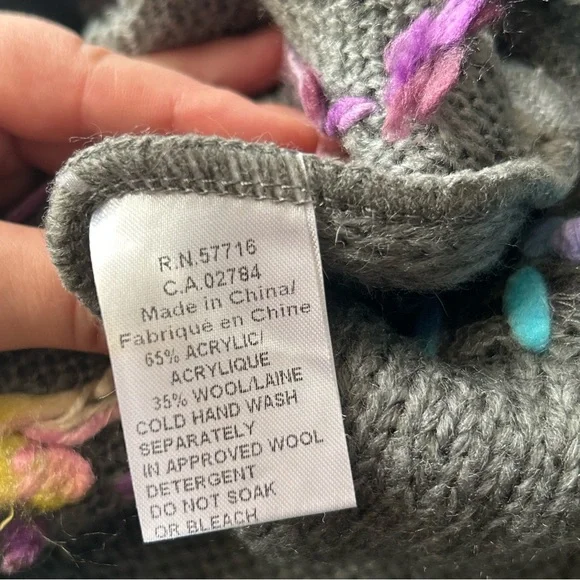 R.N.57716
C.A.02784
Made in China/
Fabriqué en Chine
65% ACRYLIC/
ACRYLIQUE
35% WOOL/LAINE
COLD HAND WASH
SEPARATELY
IN APPROVED WOOL
DETERGENT
DO NOT SOAK
OR BLEACH